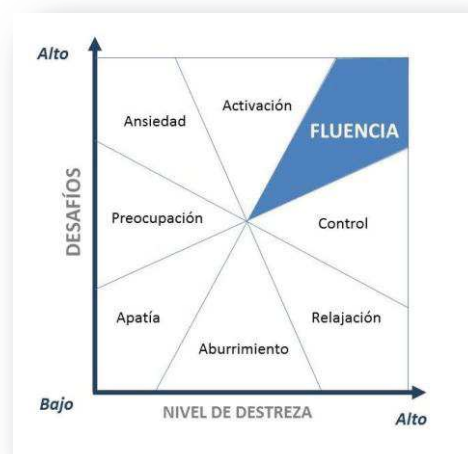 Alto
DESAFÍOS
Ansiedad
Activación
FLUENCIA
Preocupación
Control
Apatía
Relajación
Aburrimiento
Bajo
NIVEL DE DESTREZA
Alto